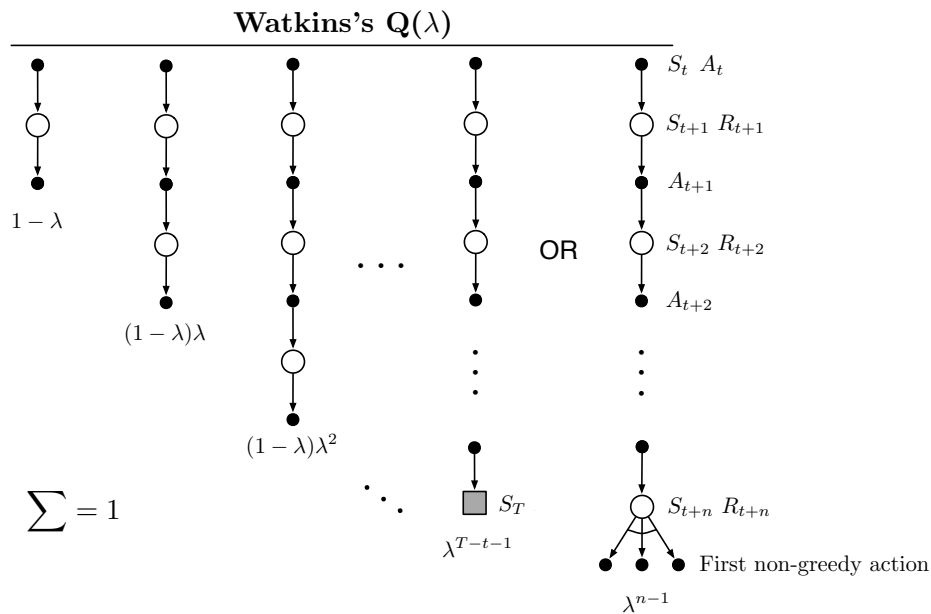 Watkins's Q(λ)
S_t A_t
S_{t+1} R_{t+1}
A_{t+1}
1 − λ
S_{t+2} R_{t+2}
OR
A_{t+2}
(1 − λ)λ
(1 − λ)λ^2
∑ = 1
S_T
S_{t+n} R_{t+n}
λ^{T−t−1}
First non-greedy action
λ^{n−1}